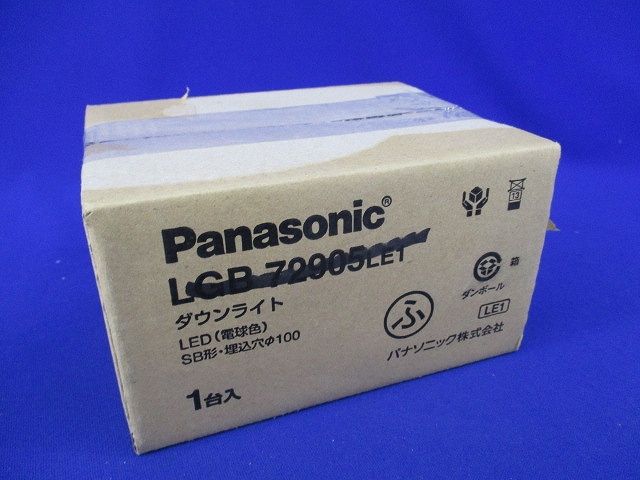 Panasonic®
LGB 72905LE1
ダウンライト
LED(電球色)
SB形・埋込穴Φ100
1台入
13
箱
ダンボール
ふ
LE1
パナソニック株式会社